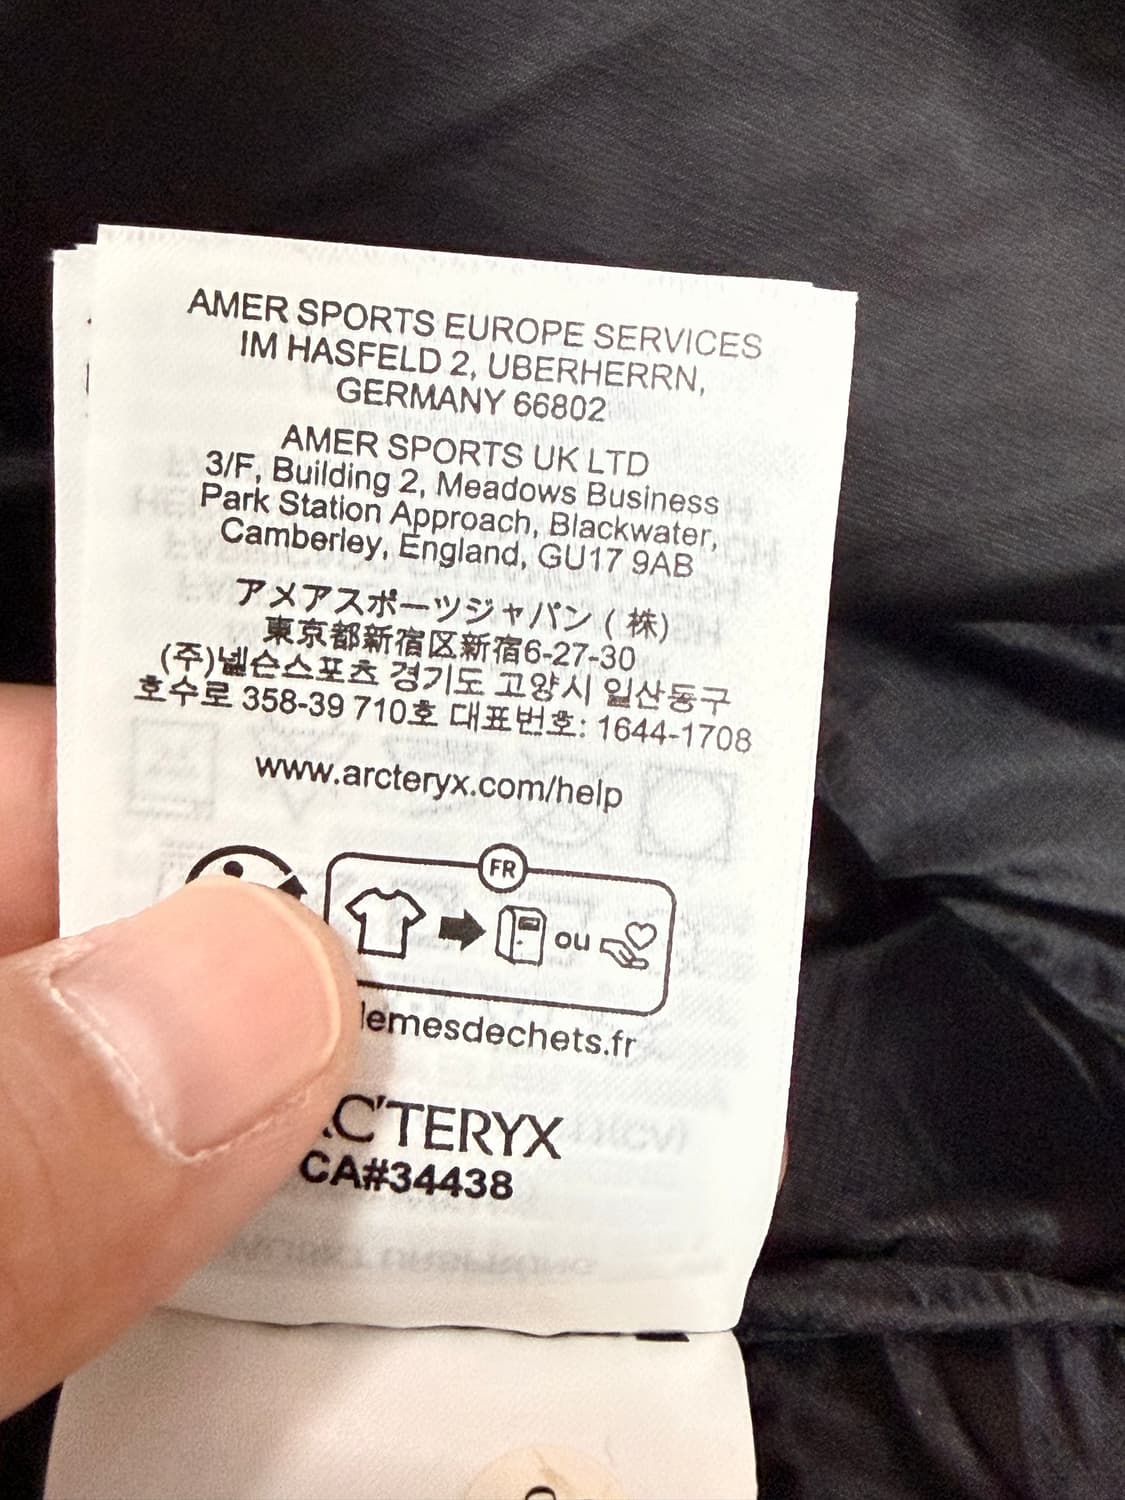 AMER SPORTS EUROPE SERVICES
IM HASFELD 2, UBERHERRN,
GERMANY 66802
AMER SPORTS UK LTD
3/F, Building 2, Meadows Business
Park Station Approach, Blackwater,
Camberley, England, GU17 9AB
アメアスポーツジャパン (株)
東京都新宿区新宿6-27-30
(주)넬슨스포츠 경기도 고양시 일산동구
호수로 358-39 710호 대표번호: 1644-1708
www.arcteryx.com/help
FR
ou
lemesdechets.fr
C'TERYX
CA#34438